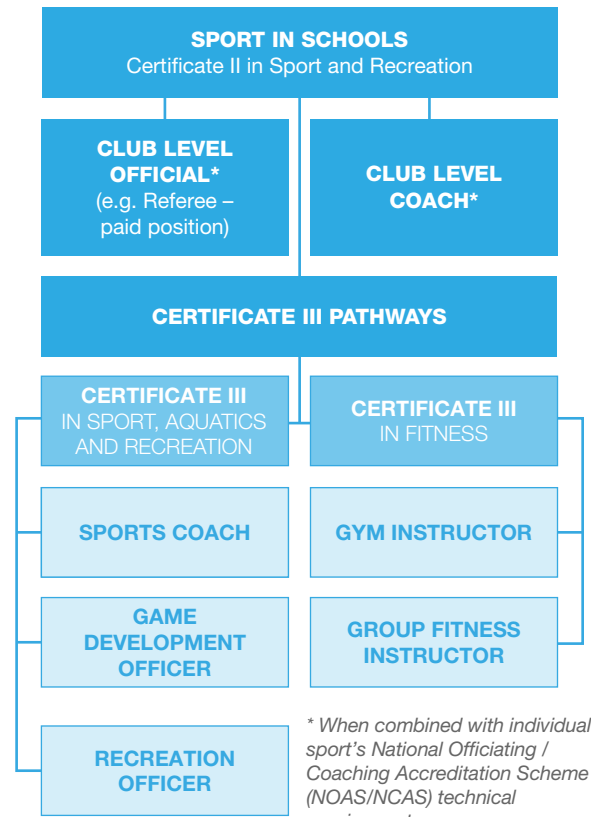 SPORT IN SCHOOLS
Certificate II in Sport and Recreation
CLUB LEVEL
OFFICIAL*
(e.g. Referee –
paid position)
CLUB LEVEL
COACH*
CERTIFICATE III PATHWAYS
CERTIFICATE III
IN SPORT, AQUATICS
AND RECREATION
CERTIFICATE III
IN FITNESS
SPORTS COACH
GYM INSTRUCTOR
GAME
DEVELOPMENT
OFFICER
GROUP FITNESS
INSTRUCTOR
RECREATION
OFFICER
* When combined with individual
sport's National Officiating /
Coaching Accreditation Scheme
(NOAS/NCAS) technical